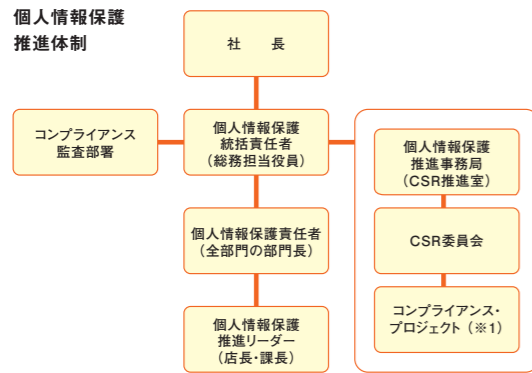 個人情報保護
推進体制
社　長
コンプライアンス
監査部署
個人情報保護
統括責任者
（総務担当役員）
個人情報保護
推進事務局
（CSR推進室）
個人情報保護責任者
（全部門の部門長）
CSR委員会
個人情報保護
推進リーダー
（店長・課長）
コンプライアンス・
プロジェクト（※1）